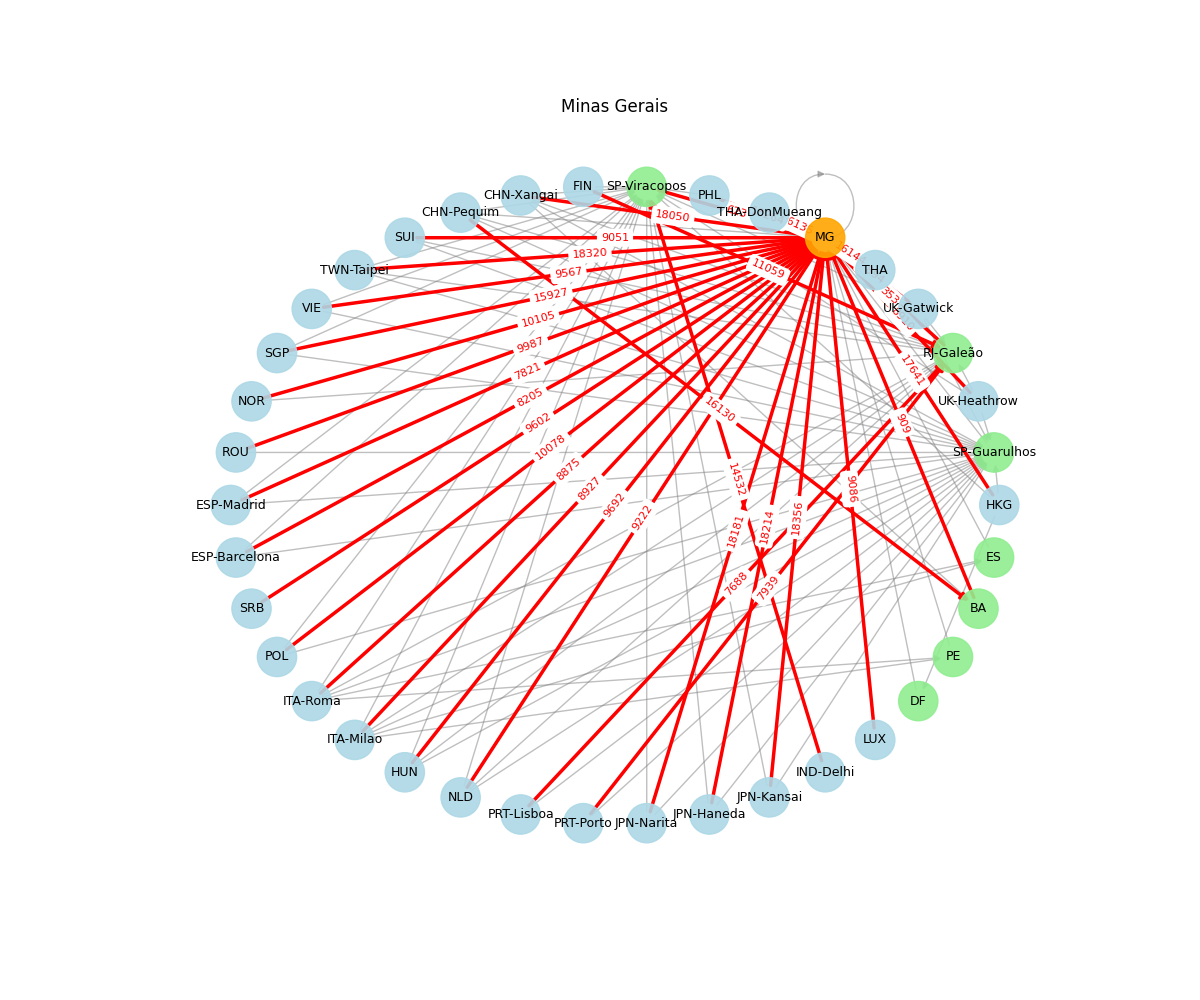 Minas Gerais
FIN
SP-Viracopos
PHL
CHN-Xangai
THA-DonMueang
CHN-Pequim
18050
SUI
9051
MG
18320
11059
TWN-Taipei
9567
THA
15927
VIE
UK-Gatwick
10105
SGP
9987
RJ-Galeão
7821
17641
NOR
8205
16130
UK-Heathrow
9602
909
ROU
10078
SP-Guarulhos
8875
14532
ESP-Madrid
8927
9086
HKG
9692
9222
18181
18214
18356
ESP-Barcelona
ES
7688
7939
SRB
BA
POL
PE
ITA-Roma
DF
ITA-Milao
LUX
HUN
IND-Delhi
NLD
JPN-Kansai
PRT-Lisboa
PRT-Porto
JPN-Narita
JPN-Haneda